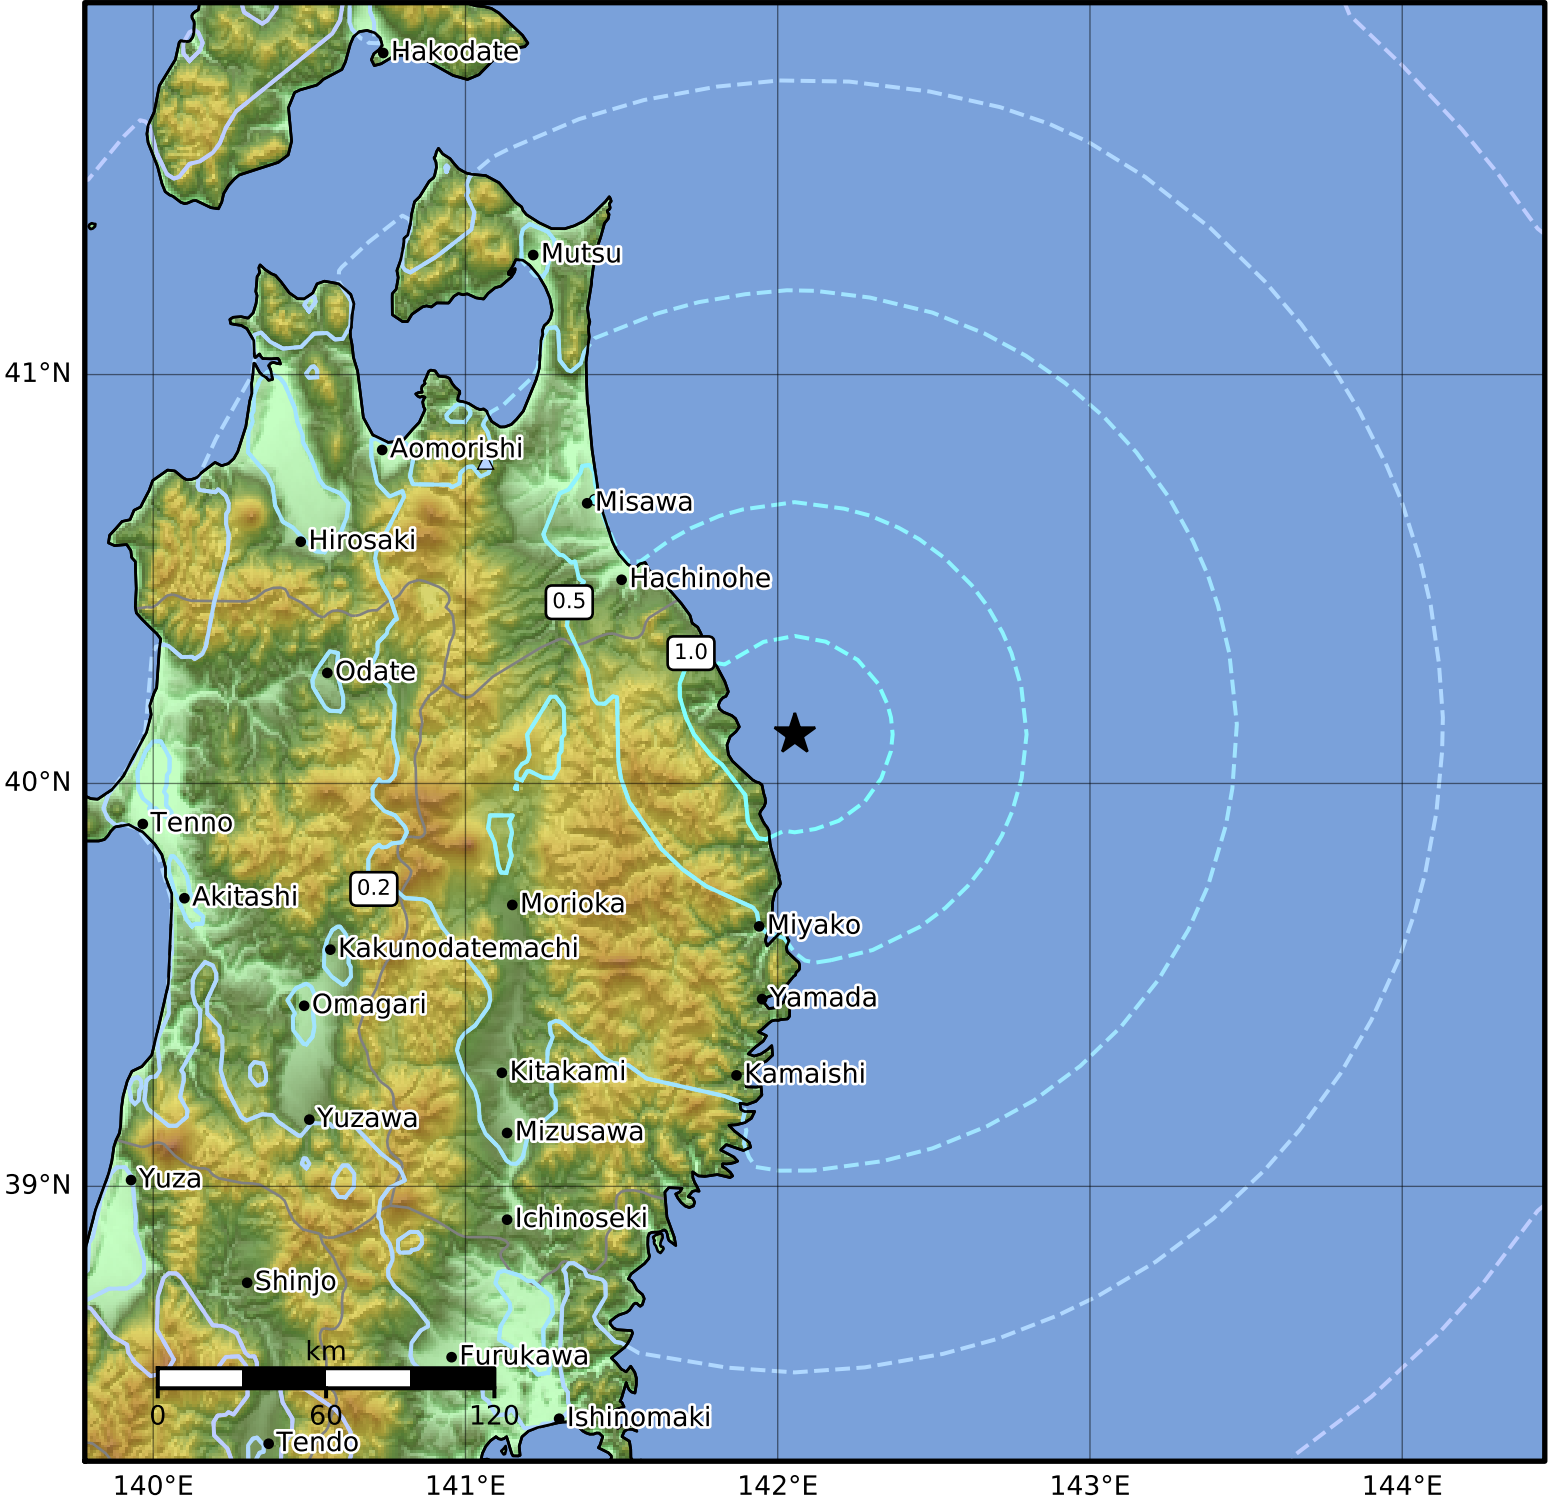 Hakodate
Mutsu
41°N
Aomorishi
Misawa
Hirosaki
Hachinohe
0.5
1.0
Odate
40°N
Tenno
0.2
Akitashi
Morioka
Miyako
Kakunodatemachi
Omagari
Yamada
Kitakami
Kamaishi
Yuzawa
Mizusawa
39°N
Yuza
Ichinoseki
Shinjo
km
Furukawa
0 60 120
Ishinomaki
Tendo
140°E 141°E 142°E 143°E 144°E